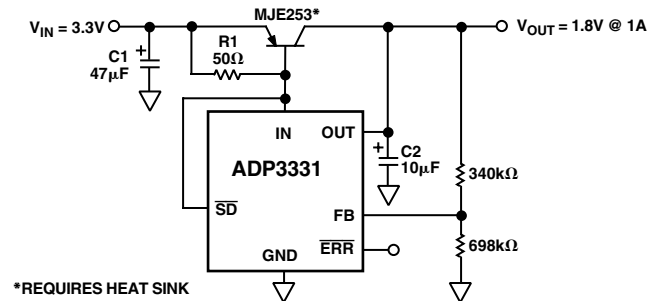 MJE253*
V_IN = 3.3V
V_OUT = 1.8V @ 1A
C1
47μF
+
R1
50Ω
IN
OUT
ADP3331
+
C2
10μF
340kΩ
SD
FB
698kΩ
GND
ERR
*REQUIRES HEAT SINK